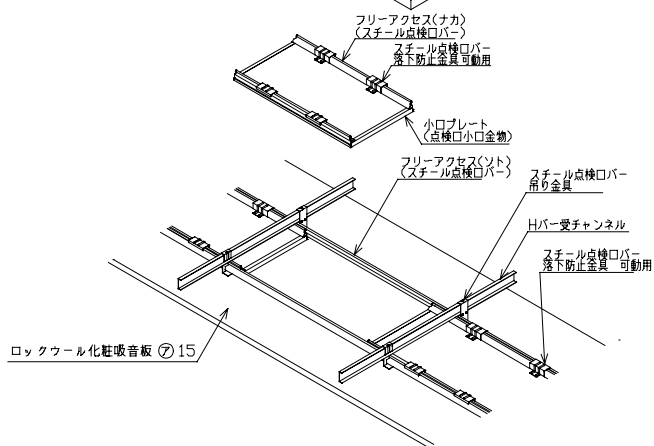 フリーアクセス(ナカ)
(スチール点検口バー)
スチール点検口バー
落下防止金具可動用
小口プレート
(点検口小口金物)
フリーアクセス(ソト)
(スチール点検口バー)
スチール点検口バー
吊り金具
Hバー受チャンネル
スチール点検口バー
落下防止金具 可動用
ロックウール化粧吸音板 ㋐ 15